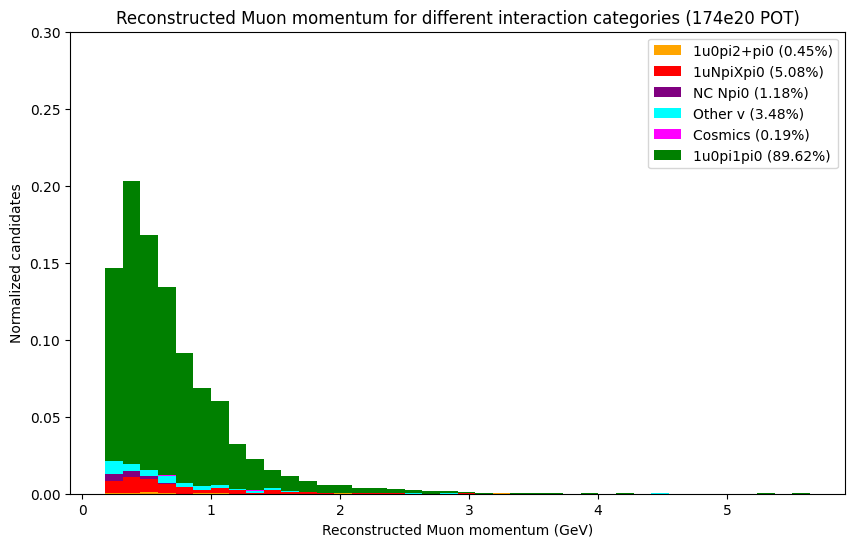 Reconstructed Muon momentum for different interaction categories (174e20 POT)
0.30
0.25
0.20
0.15
0.10
0.05
0.00
Normalized candidates
1u0pi2+pi0 (0.45%)
1uNpiXpi0 (5.08%)
NC Npi0 (1.18%)
Other v (3.48%)
Cosmics (0.19%)
1u0pi1pi0 (89.62%)
0 1 2 3 4 5
Reconstructed Muon momentum (GeV)